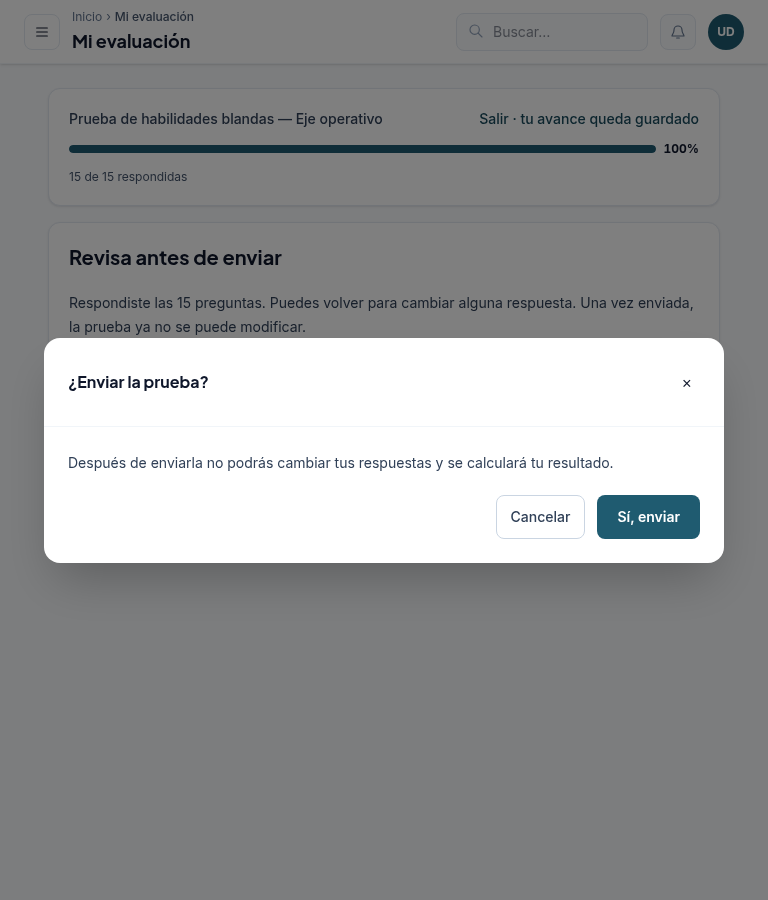 Inicio › Mi evaluación
Mi evaluación
Buscar...
UD
Prueba de habilidades blandas — Eje operativo
Salir · tu avance queda guardado
100%
15 de 15 respondidas
Revisa antes de enviar
Respondiste las 15 preguntas. Puedes volver para cambiar alguna respuesta. Una vez enviada,
la prueba ya no se puede modificar.
¿Enviar la prueba?
×
Después de enviarla no podrás cambiar tus respuestas y se calculará tu resultado.
Cancelar
Sí, enviar